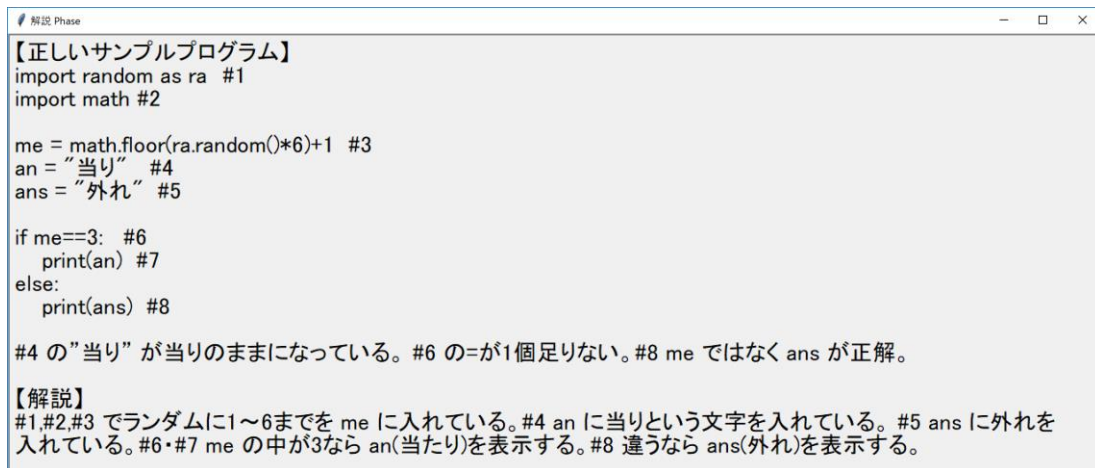 解説 Phase
【正しいサンプルプログラム】
import random as ra  #1
import math #2
me = math.floor(ra.random()*6)+1  #3
an = "当り"  #4
ans = "外れ"  #5
if me==3:  #6
    print(an)  #7
else:
    print(ans)  #8
#4 の"当り" が当りのままになっている。 #6 の=が1個足りない。#8 me ではなく ans が正解。
【解説】
#1,#2,#3 でランダムに1～6までを me に入れている。#4 an に当りという文字を入れている。 #5 ans に外れを
入れている。#6・#7 me の中が3なら an(当たり)を表示する。#8 違うなら ans(外れ)を表示する。